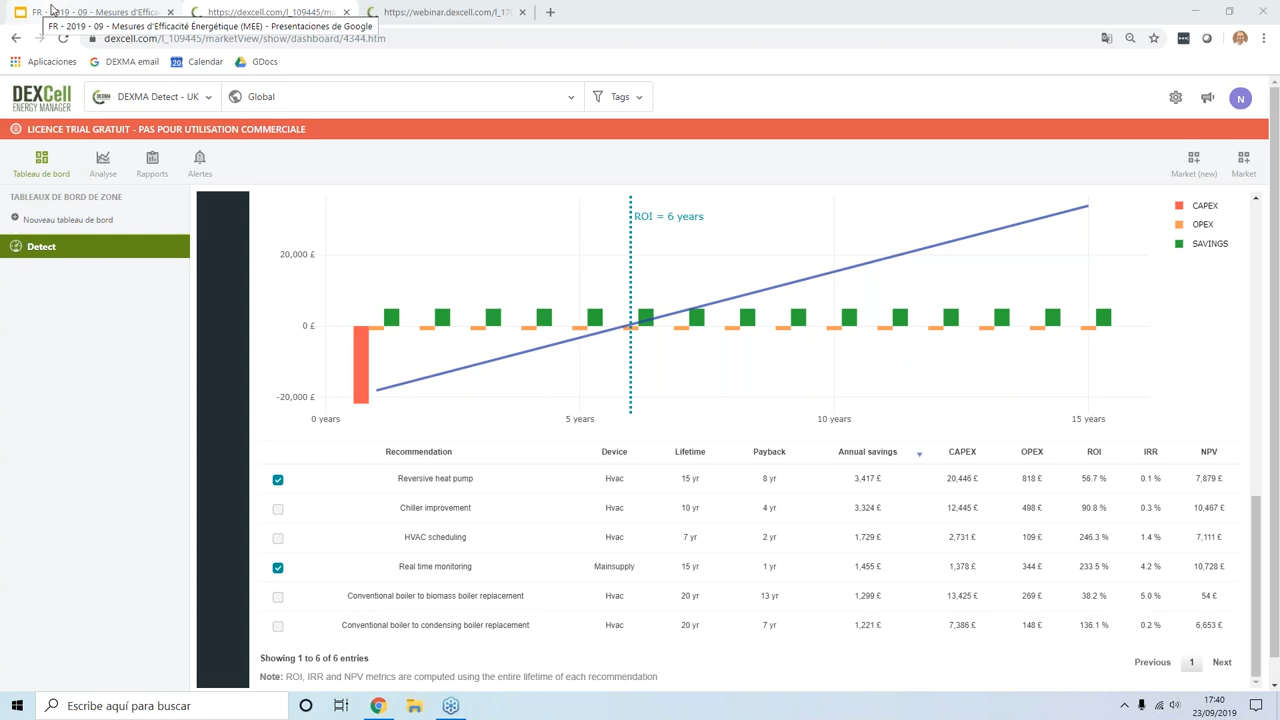 FR - 2019 - 09 - Mesures d'Efficac
https://dexcell.com/l_109445/ma
https://webinar.dexcell.com/l_17
FR - 2019 - 09 - Mesures d'Efficacité Énergétique (MEE) - Presentaciones de Google
dexcell.com/l_109445/marketView/show/dashboard/4344.htm
Aplicaciones
DEXMA email
20
Calendar
GDocs
DEXCell
ENERGY MANAGER
DEXMA Detect - UK
Global
Tags
N
LICENCE TRIAL GRATUIT - PAS POUR UTILISATION COMMERCIALE
Tableau de bord
Analyse
Rapports
Alertes
Market (new)
Market
TABLEAUX DE BORD DE ZONE
Nouveau tableau de bord
Detect
ROI = 6 years
CAPEX
OPEX
SAVINGS
20,000 £
0 £
-20,000 £
0 years 5 years 10 years 15 years
Recommendation Device Lifetime Payback Annual savings CAPEX OPEX ROI IRR NPV
Reversive heat pump Hvac 15 yr 8 yr 3,417 £ 20,446 £ 818 £ 56.7 % 0.1 % 7,879 £
Chiller improvement Hvac 10 yr 4 yr 3,324 £ 12,445 £ 498 £ 90.8 % 0.3 % 10,467 £
HVAC scheduling Hvac 7 yr 2 yr 1,729 £ 2,731 £ 109 £ 246.3 % 1.4 % 7,111 £
Real time monitoring Mainsupply 15 yr 1 yr 1,455 £ 1,378 £ 344 £ 233.5 % 4.2 % 10,728 £
Conventional boiler to biomass boiler replacement Hvac 20 yr 13 yr 1,299 £ 13,425 £ 269 £ 38.2 % 5.0 % 54 £
Conventional boiler to condensing boiler replacement Hvac 20 yr 7 yr 1,221 £ 7,386 £ 148 £ 136.1 % 0.2 % 6,653 £
Showing 1 to 6 of 6 entries
Previous 1 Next
Note: ROI, IRR and NPV metrics are computed using the entire lifetime of each recommendation
Escribe aquí para buscar
17:40
23/09/2019